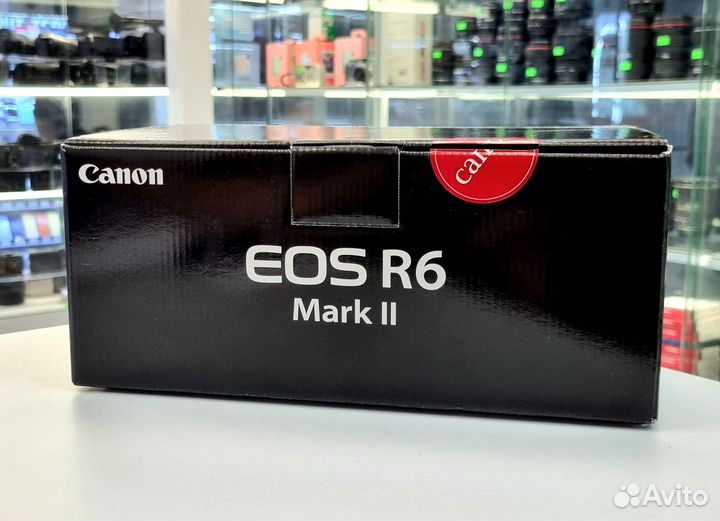 Canon
EOS R6
Mark II
Avito